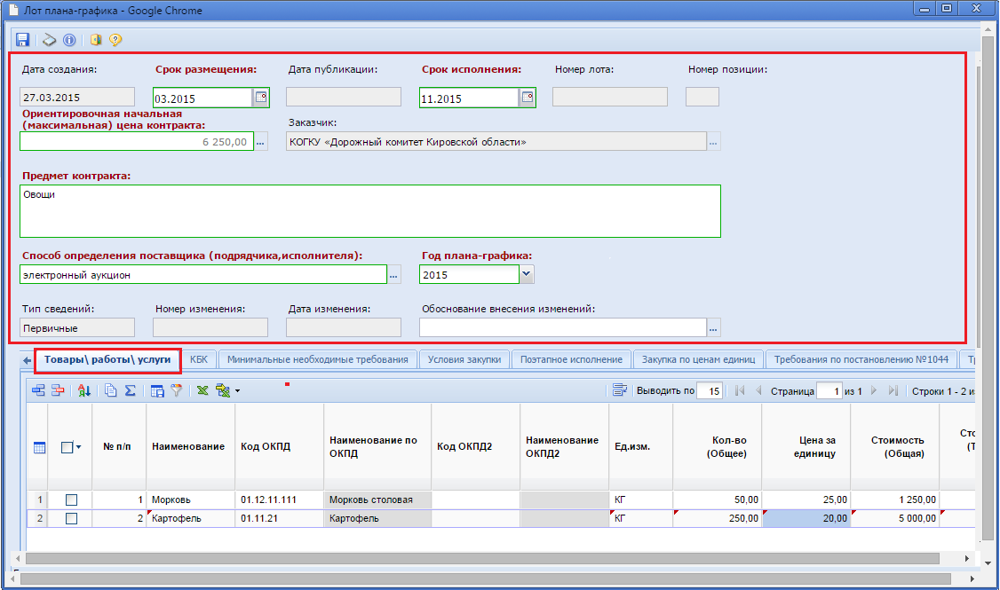 Лот плана-графика - Google Chrome
Дата создания: Срок размещения: Дата публикации: Срок исполнения: Номер лота: Номер позиции:
27.03.2015 03.2015 11.2015
Ориентировочная начальная
(максимальная) цена контракта: Заказчик:
6 250,00 ... КОГКУ «Дорожный комитет Кировской области» ...
Предмет контракта:
Овощи
Способ определения поставщика (подрядчика,исполнителя): Год плана-графика:
электронный аукцион ... 2015
Тип сведений: Номер изменения: Дата изменения: Обоснование внесения изменений:
Первичные ...
Товары\ работы\ услуги КБК Минимальные необходимые требования Условия закупки Поэтапное исполнение Закупка по ценам единиц Требования по постановлению №1044 Тр
Выводить по 15 Страница 1 из 1 Строки 1 - 2 из
№ п/п Наименование Код ОКПД Наименование по ОКПД Код ОКПД2 Наименование ОКПД2 Ед.изм. Кол-во (Общее) Цена за единицу Стоимость (Общая) Сто (Т
1 1 Морковь 01.12.11.111 Морковь столовая КГ 50,00 25,00 1 250,00
2 2 Картофель 01.11.21 Картофель КГ 250,00 20,00 5 000,00